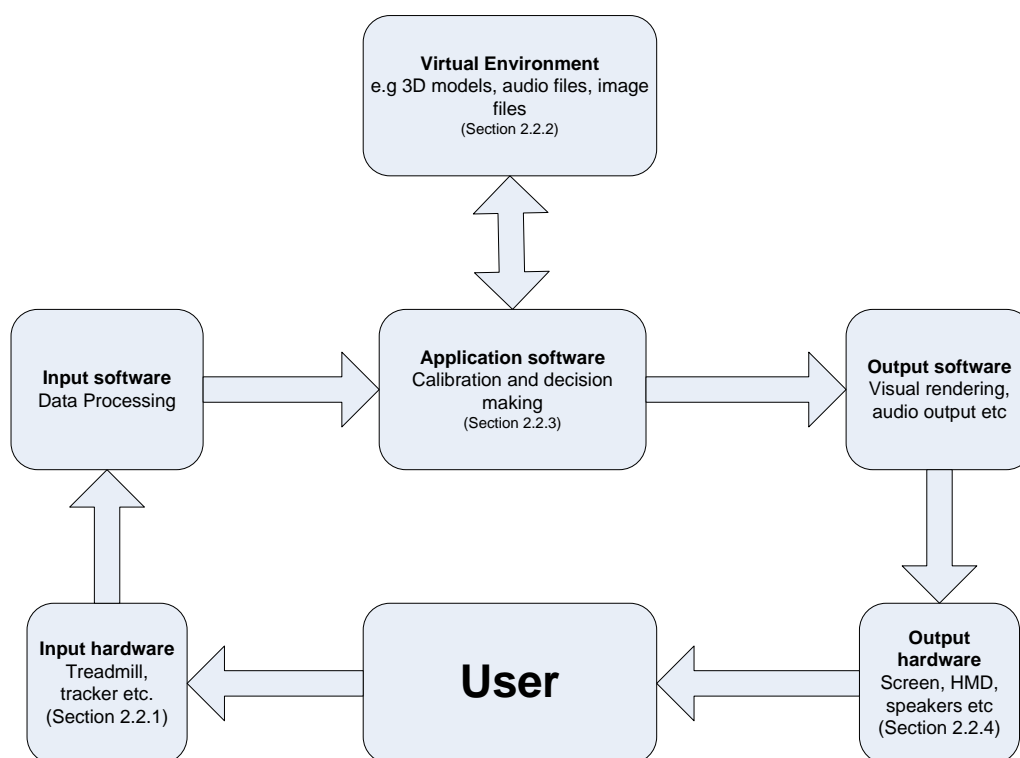 Virtual Environment
e.g 3D models, audio files, image
files
(Section 2.2.2)
Input software
Data Processing
Application software
Calibration and decision
making
(Section 2.2.3)
Output software
Visual rendering,
audio output etc
Input hardware
Treadmill,
tracker etc.
(Section 2.2.1)
User
Output
hardware
Screen, HMD,
speakers etc
(Section 2.2.4)